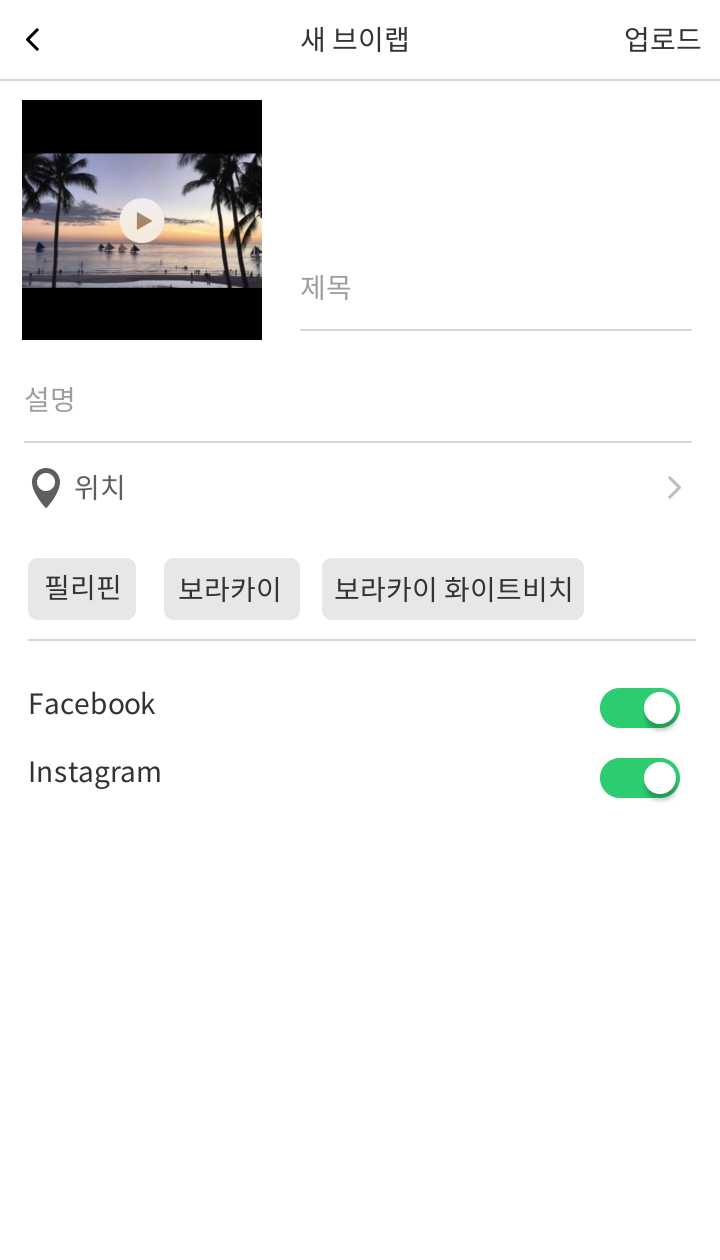 새 브이랩
업로드
제목
설명
위치
필리핀 보라카이 보라카이 화이트비치
Facebook
Instagram